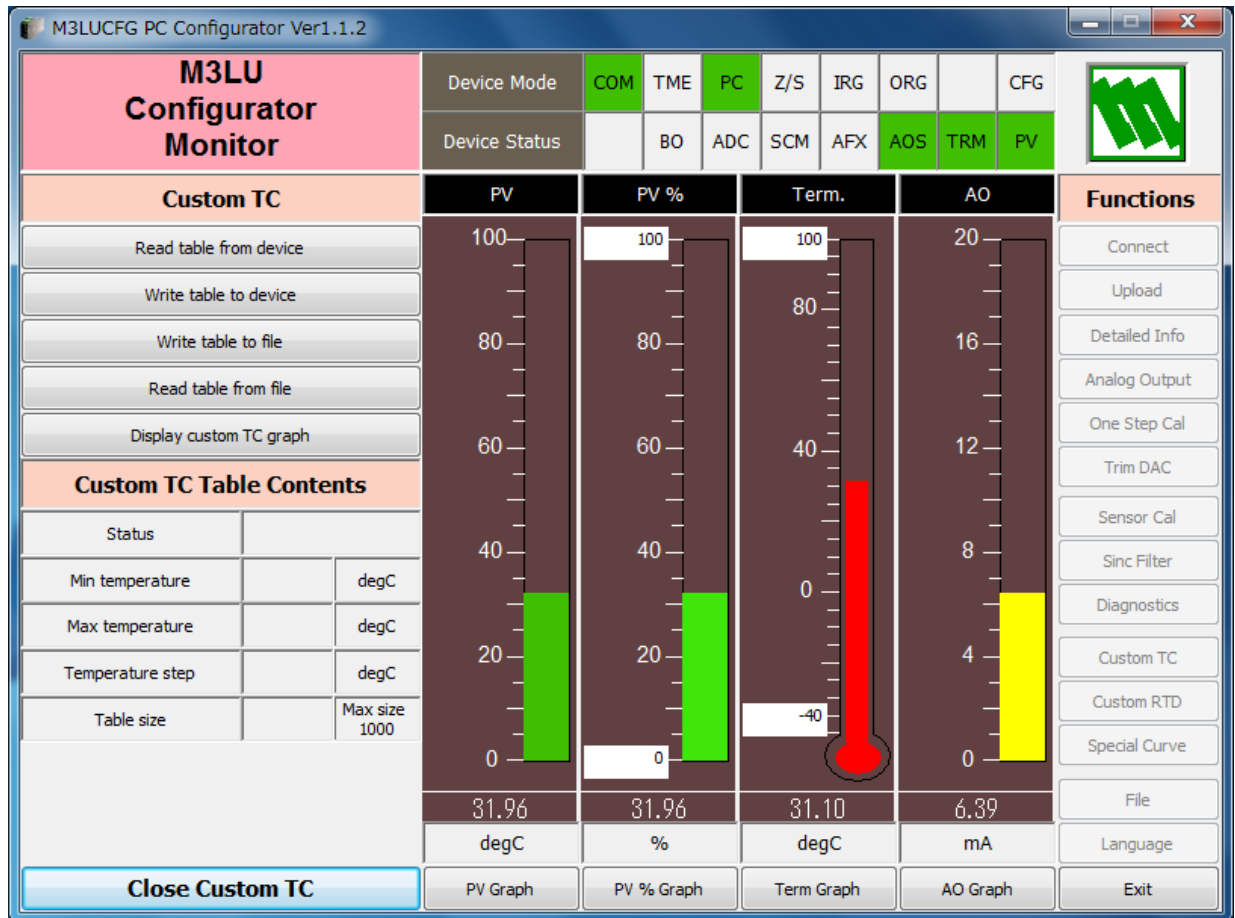 M3LUCFG PC Configurator Ver1.1.2
M3LU
Configurator
Monitor
Device Mode
COM
TME
PC
Z/S
IRG
ORG
CFG
Device Status
BO
ADC
SCM
AFX
AOS
TRM
PV
Custom TC
Read table from device
Write table to device
Write table to file
Read table from file
Display custom TC graph
Custom TC Table Contents
Status
Min temperature
degC
Max temperature
degC
Temperature step
degC
Table size
Max size
1000
Close Custom TC
PV
100
80
60
40
20
0
31.96
degC
PV Graph
PV %
100
80
60
40
20
0
31.96
%
PV % Graph
Term.
100
80
40
0
-40
31.10
degC
Term Graph
AO
20
16
12
8
4
0
6.39
mA
AO Graph
Functions
Connect
Upload
Detailed Info
Analog Output
One Step Cal
Trim DAC
Sensor Cal
Sinc Filter
Diagnostics
Custom TC
Custom RTD
Special Curve
File
Language
Exit